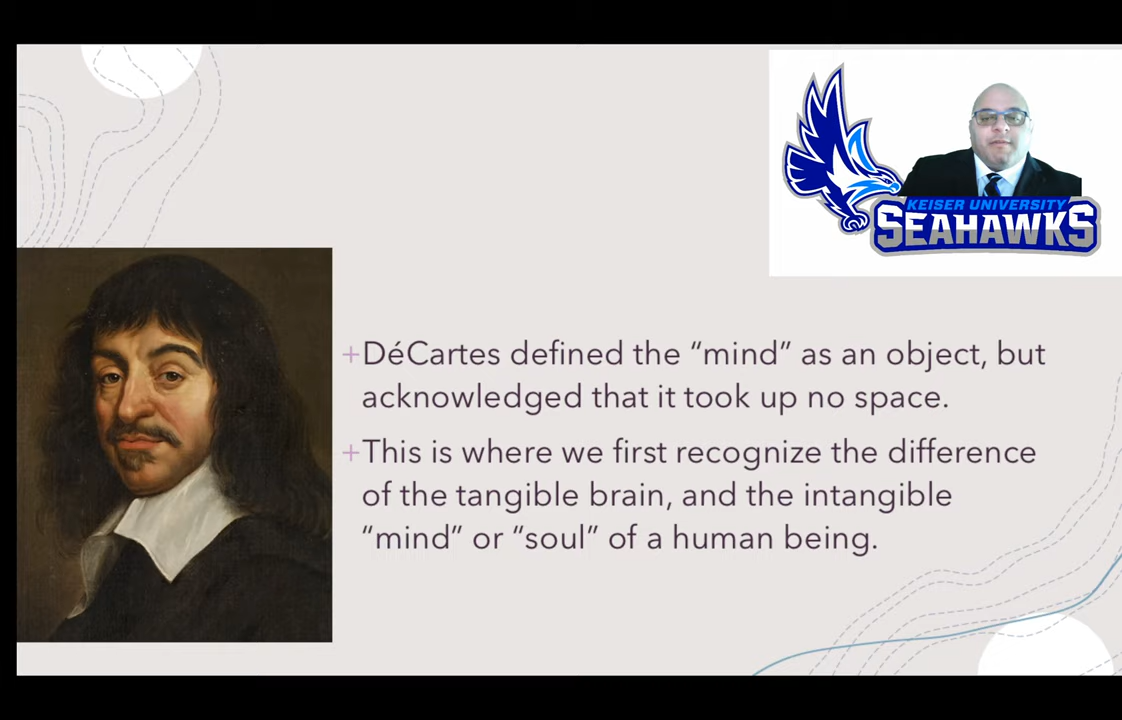 KEISER UNIVERSITY
SEAHAWKS
+DéCartes defined the “mind” as an object, but
acknowledged that it took up no space.
+This is where we first recognize the difference
of the tangible brain, and the intangible
“mind” or “soul” of a human being.